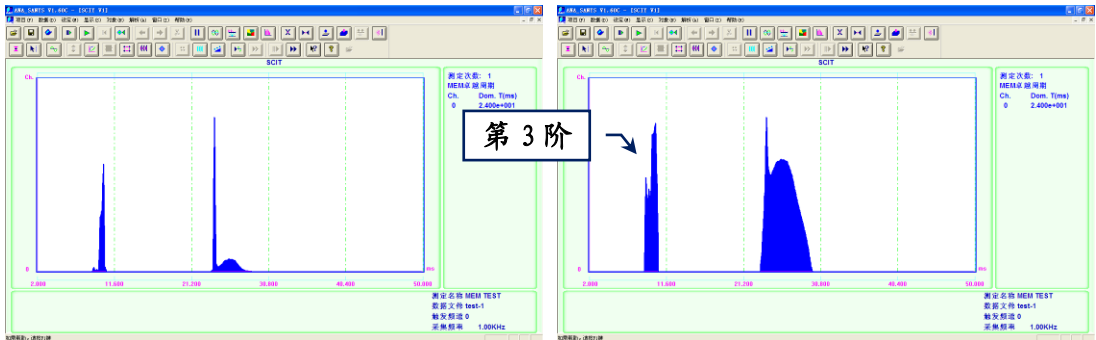 ANA_SANTS V1.60C - [SCIT V1]
SCIT
Ch.
0
ms
2.000 11.600 21.200 30.800 40.400 50.000
测定次数: 1
MEM卓越周期
Ch. Dom. T(ms)
0 2.400e+001
测定名称 MEM TEST
数据文件 test-1
触发频道 0
采集频率 1.00KHz
ANA_SANTS V1.60C - [SCIT V1]
SCIT
Ch.
第 3 阶
0
ms
2.000 11.600 21.200 30.800 40.400 50.000
测定次数: 1
MEM卓越周期
Ch. Dom. T(ms)
0 2.400e+001
测定名称 MEM TEST
数据文件 test-1
触发频道 0
采集频率 1.00KHz